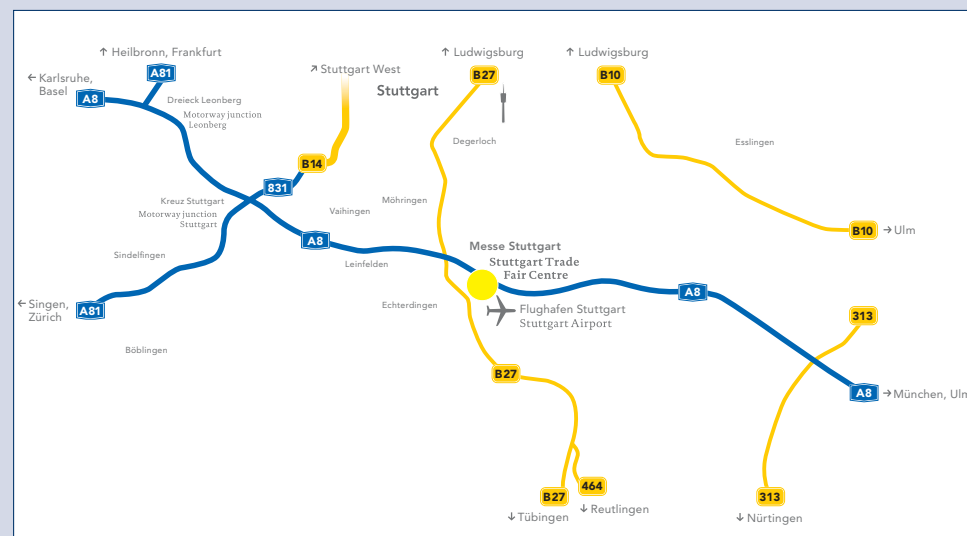 ↑ Heilbronn, Frankfurt
↑ Ludwigsburg
↑ Ludwigsburg
↗ Stuttgart West
← Karlsruhe,
Basel
A81
B27
B10
A8
Stuttgart
Dreieck Leonberg
Motorway junction
Leonberg
Degerloch
Esslingen
B14
831
Kreuz Stuttgart
Motorway junction
Stuttgart
Möhringen
Vaihingen
B10
→ Ulm
A8
Messe Stuttgart
Stuttgart Trade
Fair Centre
Sindelfingen
Leinfelden
A8
← Singen,
Zürich
A81
Echterdingen
Flughafen Stuttgart
Stuttgart Airport
313
Böblingen
B27
A8
→ München, Ulm
464
B27
313
↓ Reutlingen
↓ Tübingen
↓ Nürtingen